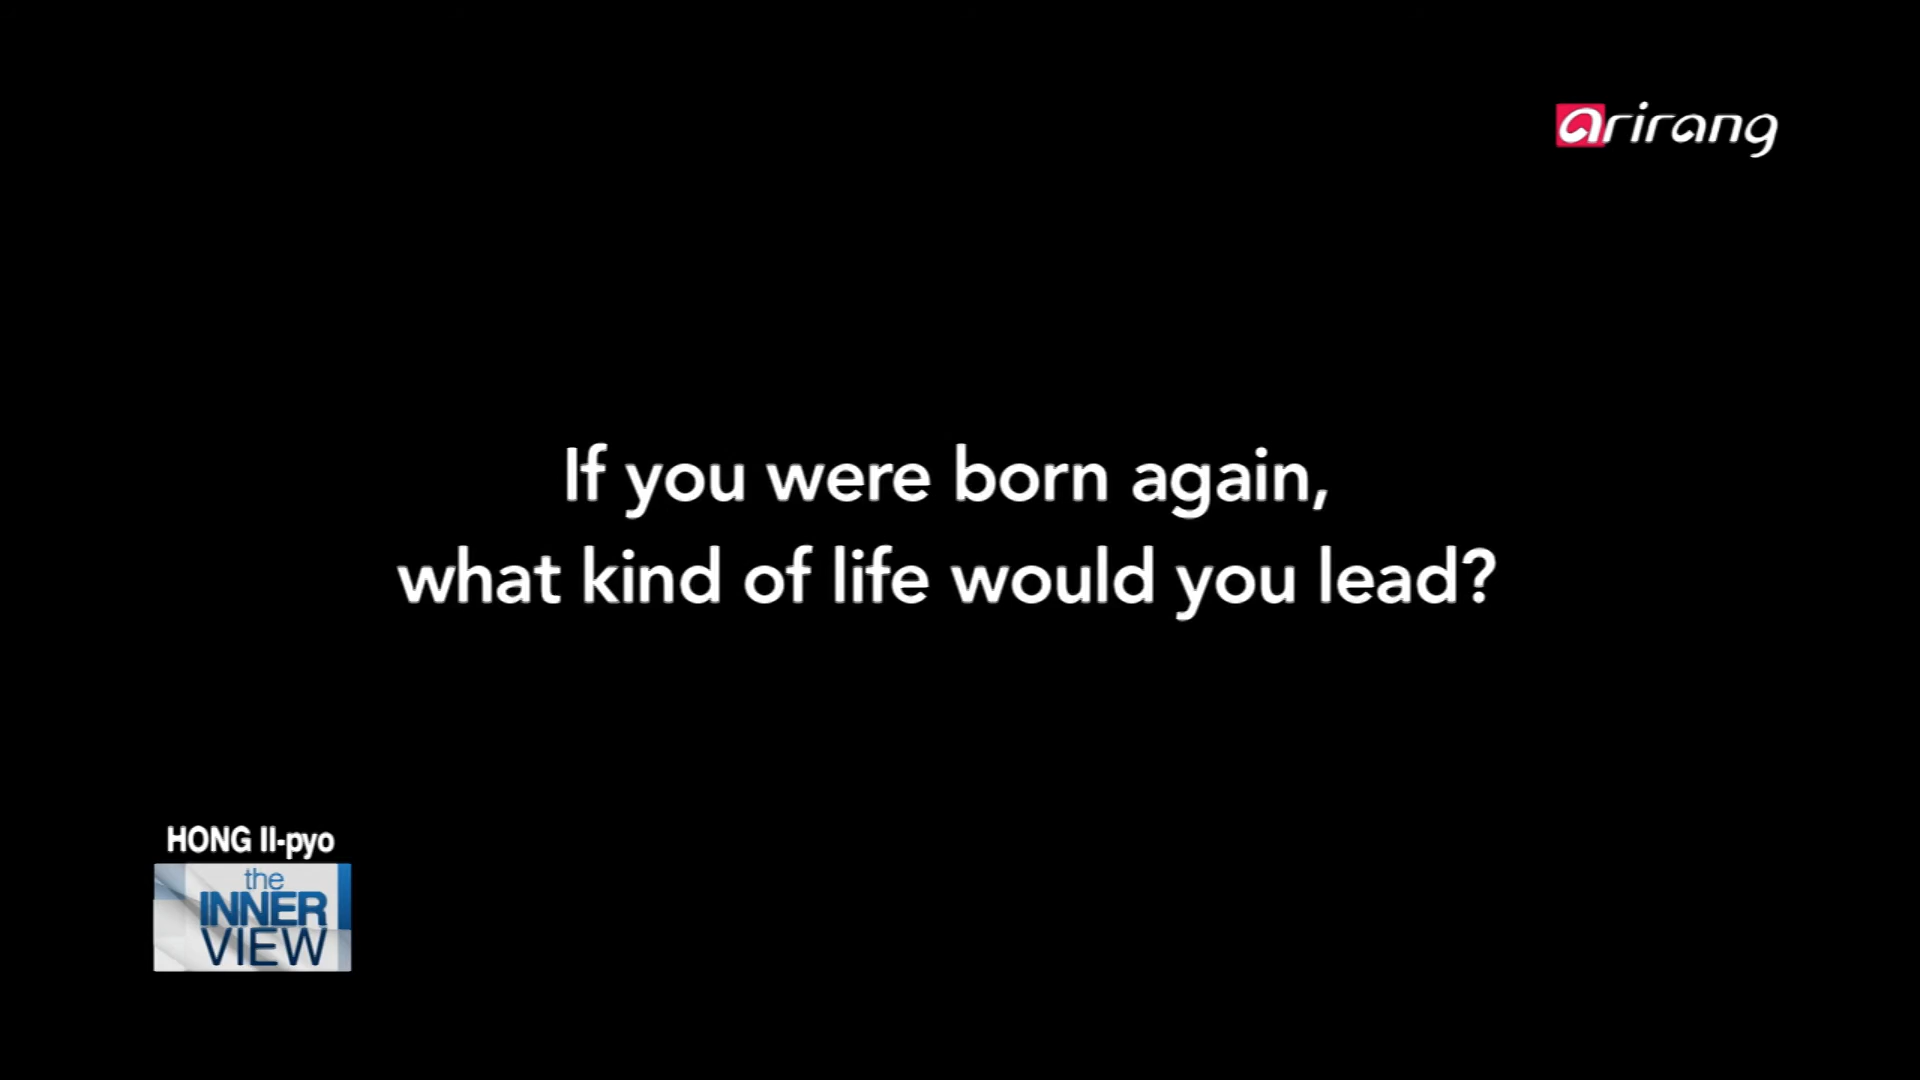 arirang
If you were born again,
what kind of life would you lead?
HONG Il-pyo
the
INNER
VIEW